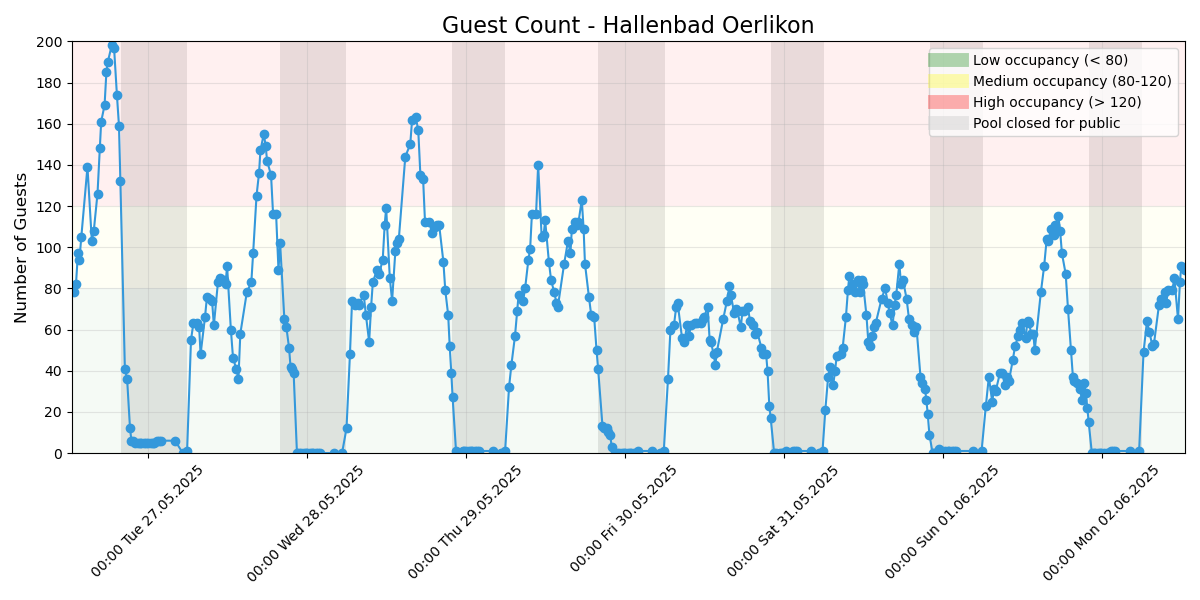 Guest Count - Hallenbad Oerlikon
Number of Guests
200
180
160
140
120
100
80
60
40
20
0
Low occupancy (< 80)
Medium occupancy (80-120)
High occupancy (> 120)
Pool closed for public
00:00 Tue 27.05.2025
00:00 Wed 28.05.2025
00:00 Thu 29.05.2025
00:00 Fri 30.05.2025
00:00 Sat 31.05.2025
00:00 Sun 01.06.2025
00:00 Mon 02.06.2025